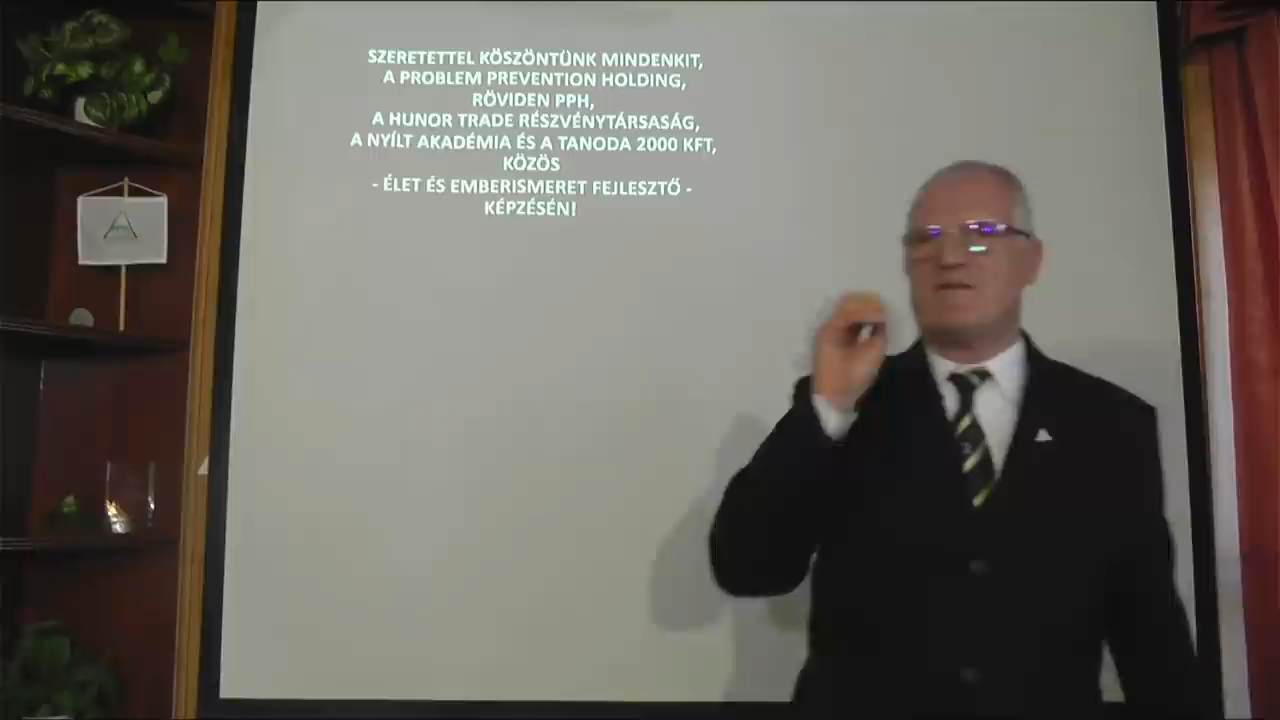 SZERETETTEL KÖSZÖNTÜNK MINDENKIT,
A PROBLEM PREVENTION HOLDING,
RÖVIDEN PPH,
A HUNOR TRADE RÉSZVÉNYTÁRSASÁG,
A NYÍLT AKADÉMIA ÉS A TANODA 2000 KFT,
KÖZÖS
- ÉLET ÉS EMBERISMERET FEJLESZTŐ -
KÉPZÉSÉN!